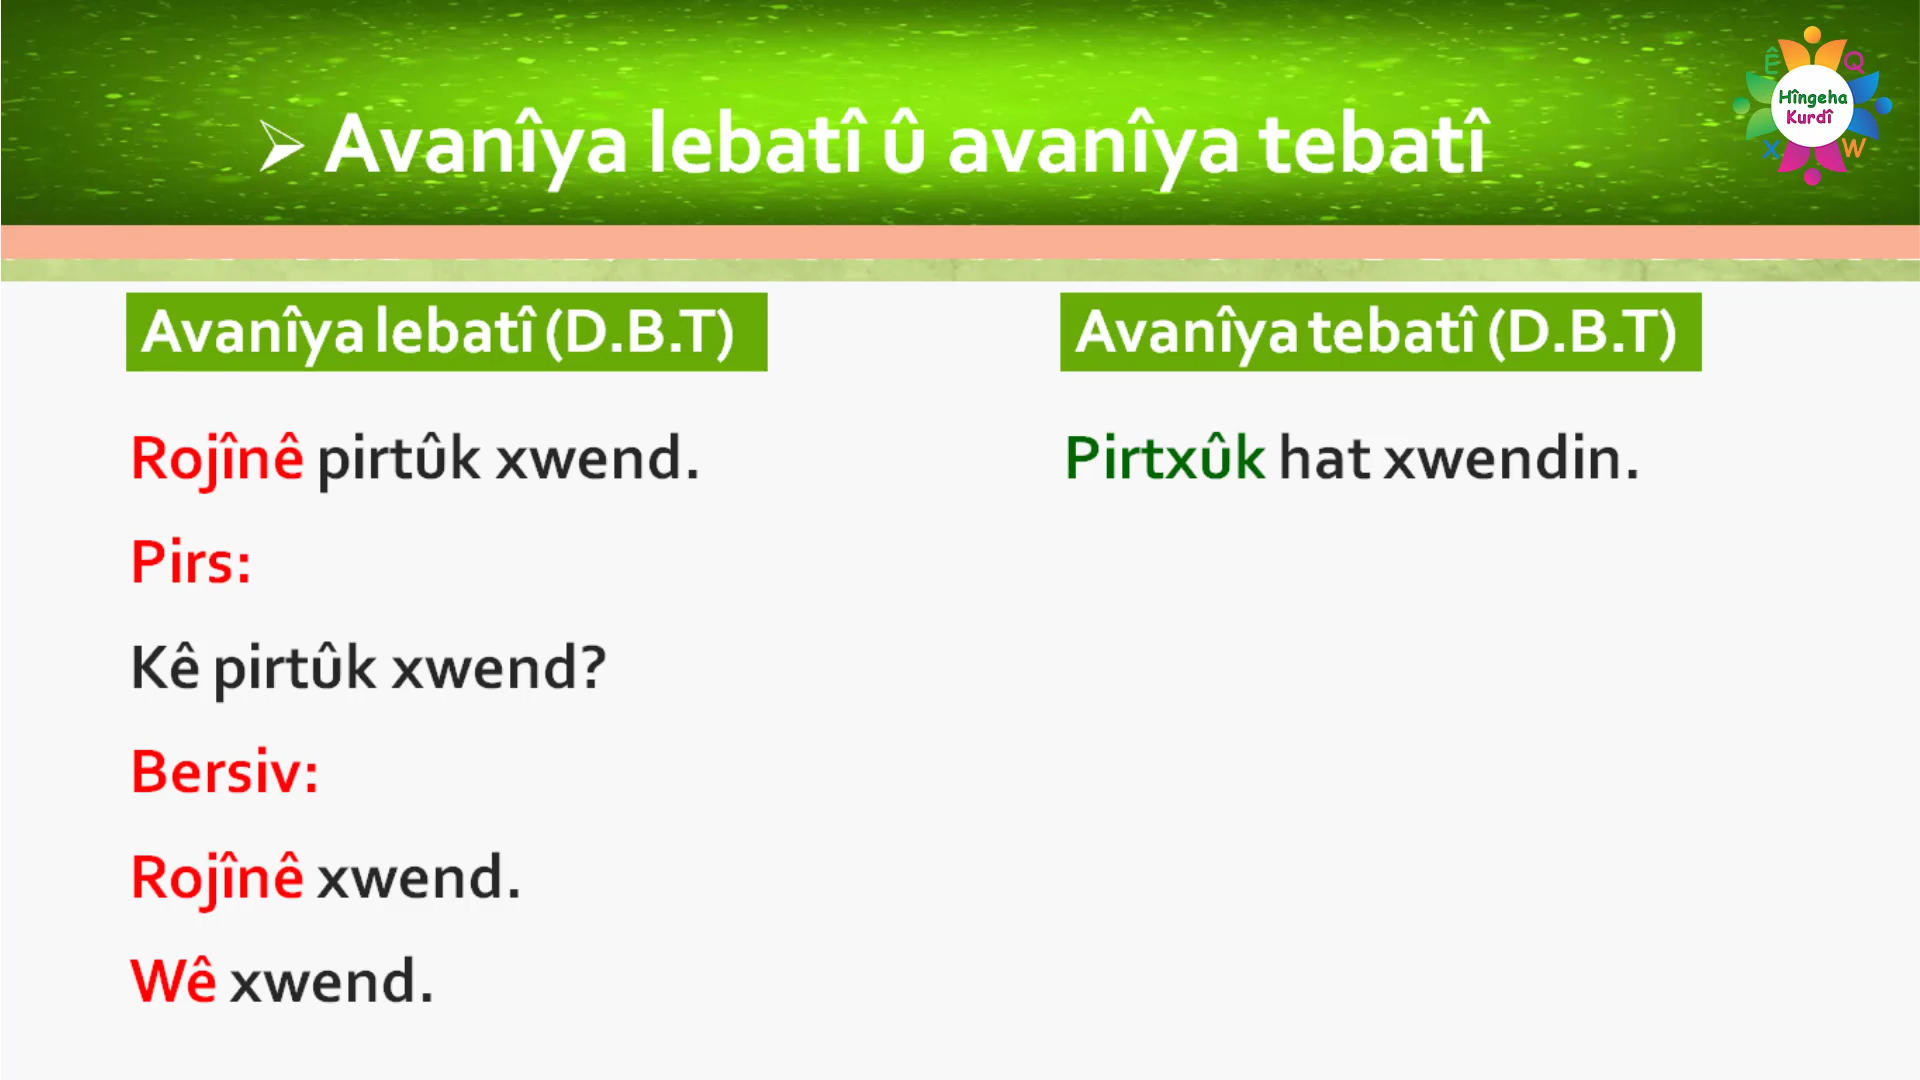 ➢ Avanîya lebatî û avanîya tebatî
Ê Q
Hîngeha
Kurdî
X W
Avanîya lebatî (D.B.T)
Rojînê pirtûk xwend.
Pirs:
Kê pirtûk xwend?
Bersiv:
Rojînê xwend.
Wê xwend.
Avanîya tebatî (D.B.T)
Pirtxûk hat xwendin.